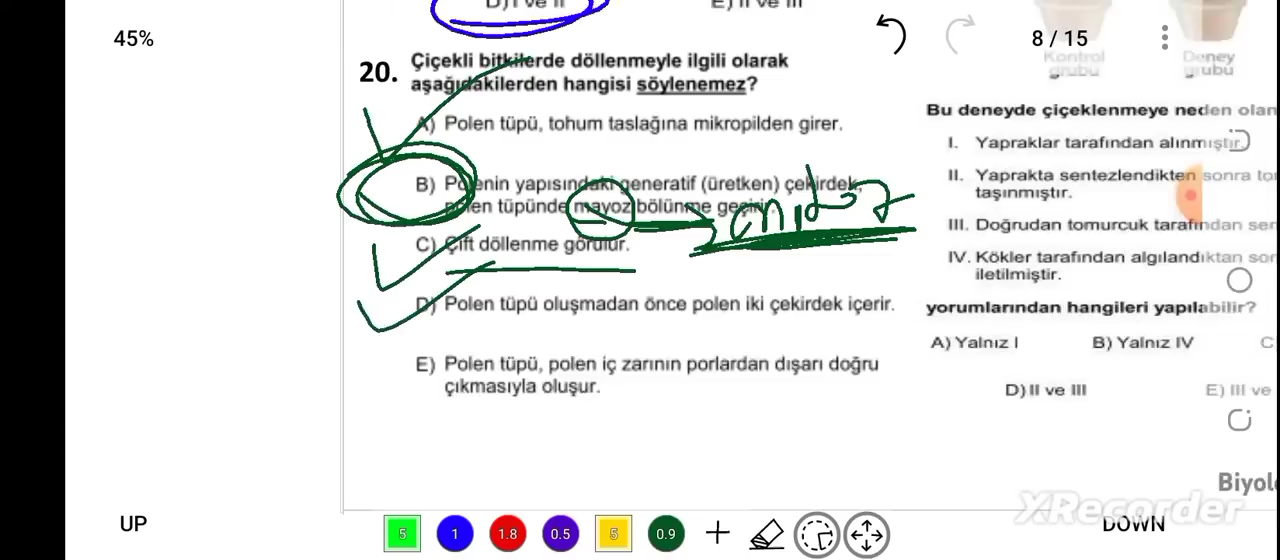 D) I ve II
E) II ve III
45%
8 / 15
20. Çiçekli bitkilerde döllenmeyle ilgili olarak
aşağıdakilerden hangisi söylenemez?
A) Polen tüpü, tohum taslağına mikropilden girer.
B) Polenin yapısındaki generatif (üretken) çekirdek,
polen tüpünde mayoz bölünme geçirir.
mitoz
C) Çift döllenme görülür.
D) Polen tüpü oluşmadan önce polen iki çekirdek içerir.
E) Polen tüpü, polen iç zarının porlardan dışarı doğru
çıkmasıyla oluşur.
Kontrol
grubu
Deney
grubu
Bu deneyde çiçeklenmeye neden olan
I. Yapraklar tarafından alınmıştır.
II. Yaprakta sentezlendikten sonra to
taşınmıştır.
III. Doğrudan tomurcuk tarafından sen
IV. Kökler tarafından algılandıktan son
iletilmiştir.
yorumlarından hangileri yapılabilir?
A) Yalnız I
B) Yalnız IV
C
D) II ve III
E) III ve
Biyol
XRecorder
UP
5
1
1.8
0.5
5
0.9
DOWN